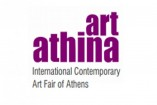 art
athina
International Contemporary
Art Fair of Athens